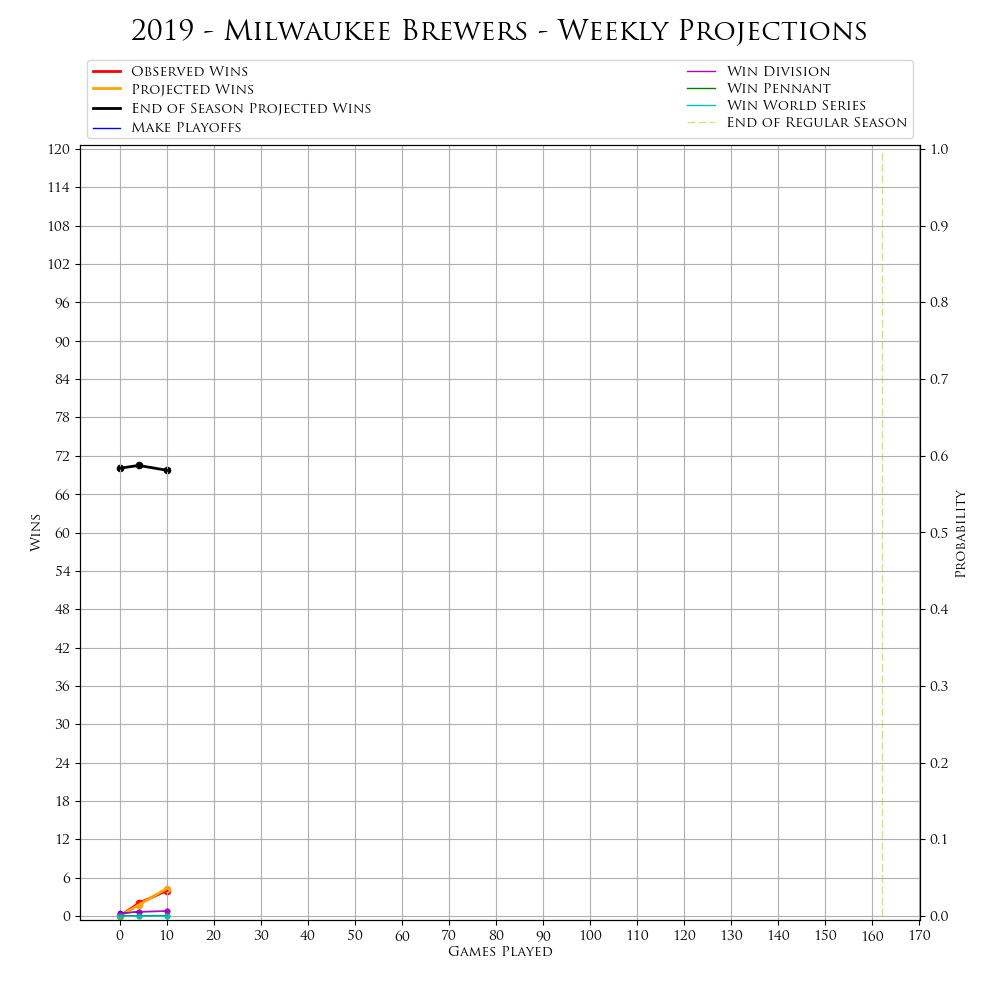 2019 - Milwaukee Brewers - Weekly Projections
Observed Wins
Projected Wins
End of Season Projected Wins
Make Playoffs
Win Division
Win Pennant
Win World Series
End of Regular Season
120
114
108
102
96
90
84
78
72
66
60
54
48
42
36
30
24
18
12
6
0
Wins
1.0
0.9
0.8
0.7
0.6
0.5
0.4
0.3
0.2
0.1
0.0
Probability
0 10 20 30 40 50 60 70 80 90 100 110 120 130 140 150 160 170
Games Played